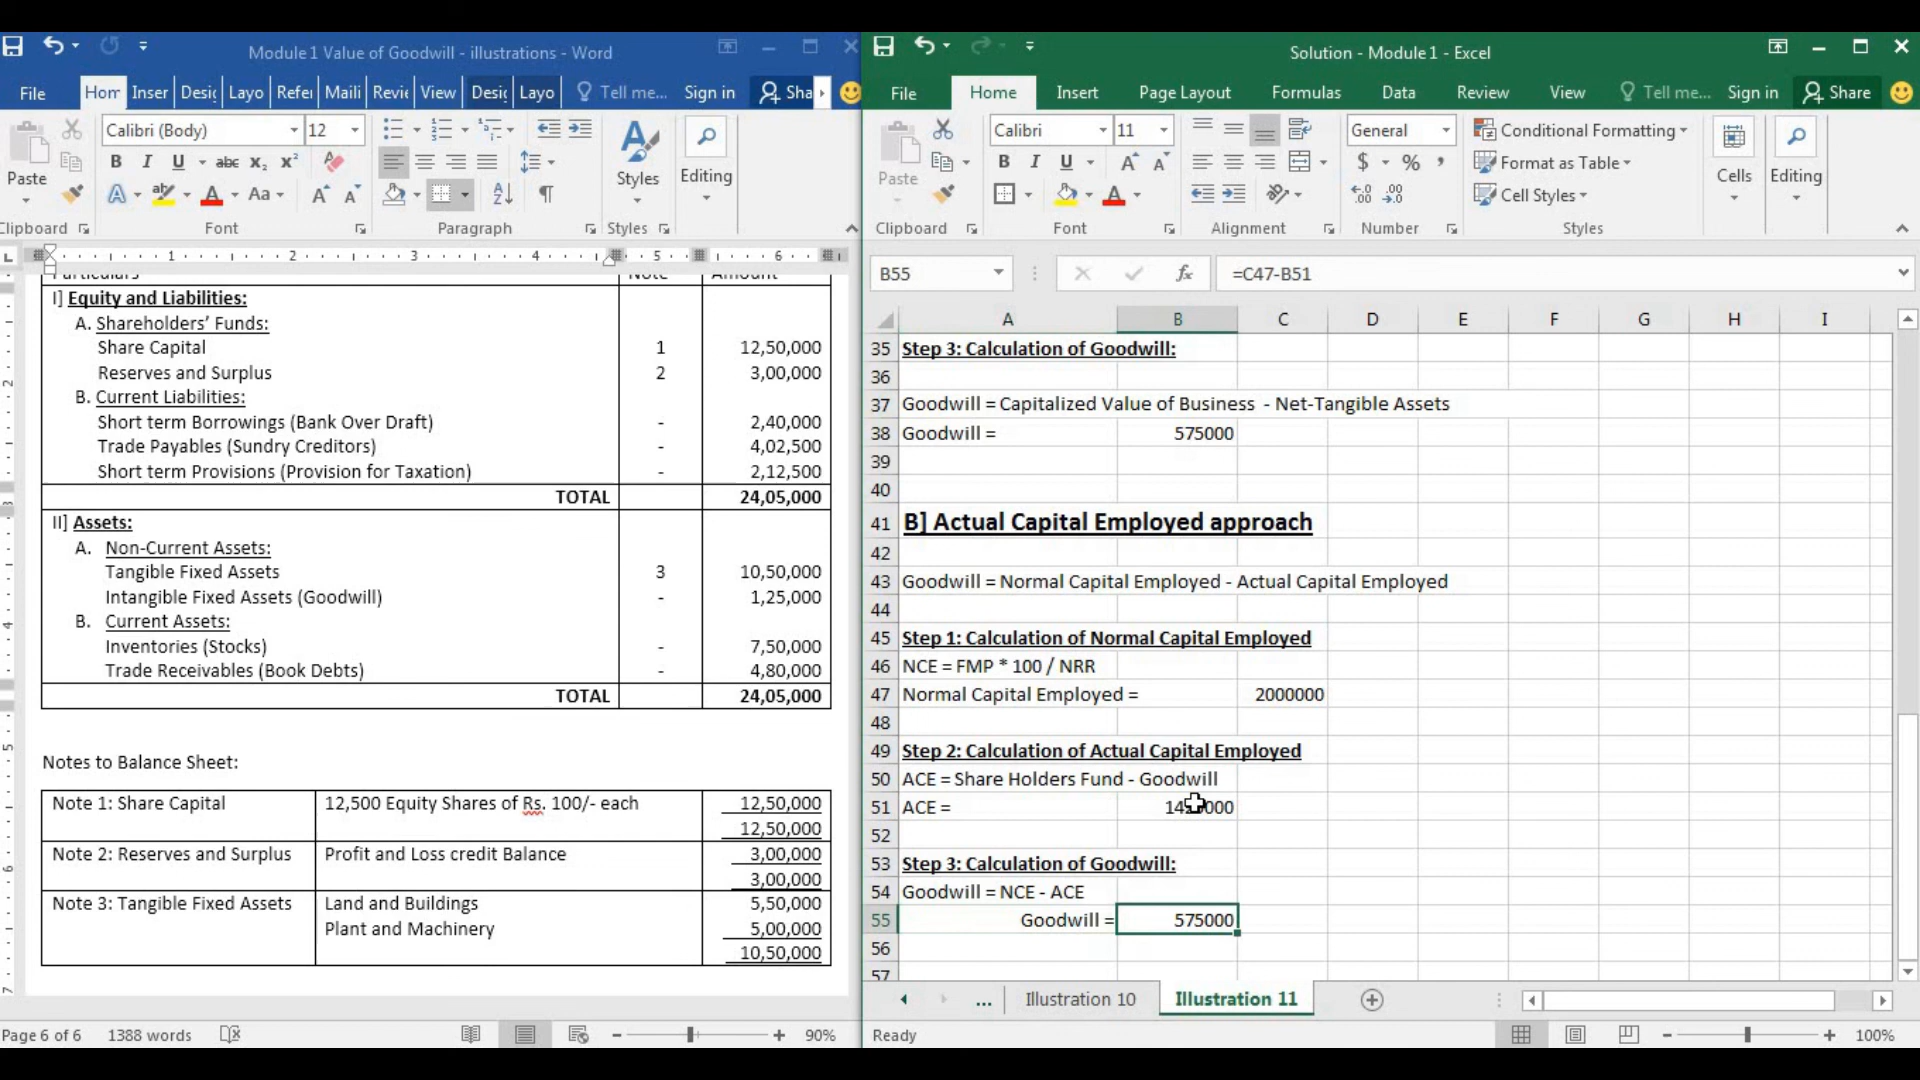 Module 1 Value of Goodwill - illustrations - Word
File Hom Inser Desig Layo Refer Maili Revie View Desig Layo Tell me... Sign in Sha
Calibri (Body) 12
Paste
B I U abc x₂ x²
A ab A Aa A A
Styles
Editing
Clipboard Font Paragraph Styles
1 2 3 4 5 6
I] Equity and Liabilities:
A. Shareholders' Funds:
Share Capital 1 12,50,000
Reserves and Surplus 2 3,00,000
B. Current Liabilities:
Short term Borrowings (Bank Over Draft) - 2,40,000
Trade Payables (Sundry Creditors) - 4,02,500
Short term Provisions (Provision for Taxation) - 2,12,500
TOTAL 24,05,000
II] Assets:
A. Non-Current Assets:
Tangible Fixed Assets 3 10,50,000
Intangible Fixed Assets (Goodwill) - 1,25,000
B. Current Assets:
Inventories (Stocks) - 7,50,000
Trade Receivables (Book Debts) - 4,80,000
TOTAL 24,05,000
Notes to Balance Sheet:
Note 1: Share Capital 12,500 Equity Shares of Rs. 100/- each 12,50,000
12,50,000
Note 2: Reserves and Surplus Profit and Loss credit Balance 3,00,000
3,00,000
Note 3: Tangible Fixed Assets Land and Buildings 5,50,000
Plant and Machinery 5,00,000
10,50,000
Page 6 of 6 1388 words 90%
Solution - Module 1 - Excel
File Home Insert Page Layout Formulas Data Review View Tell me... Sign in Share
Calibri 11 General Conditional Formatting
Paste B I U A A $ % , Format as Table Cells Editing
A Cell Styles
Clipboard Font Alignment Number Styles
B55 fx =C47-B51
A B C D E F G H I
35 Step 3: Calculation of Goodwill:
36
37 Goodwill = Capitalized Value of Business - Net-Tangible Assets
38 Goodwill = 575000
39
40
41 B] Actual Capital Employed approach
42
43 Goodwill = Normal Capital Employed - Actual Capital Employed
44
45 Step 1: Calculation of Normal Capital Employed
46 NCE = FMP * 100 / NRR
47 Normal Capital Employed = 2000000
48
49 Step 2: Calculation of Actual Capital Employed
50 ACE = Share Holders Fund - Goodwill
51 ACE =
52
53 Step 3: Calculation of Goodwill:
54 Goodwill = NCE - ACE
55 Goodwill = 575000
56
57
... Illustration 10 Illustration 11
Ready 100%